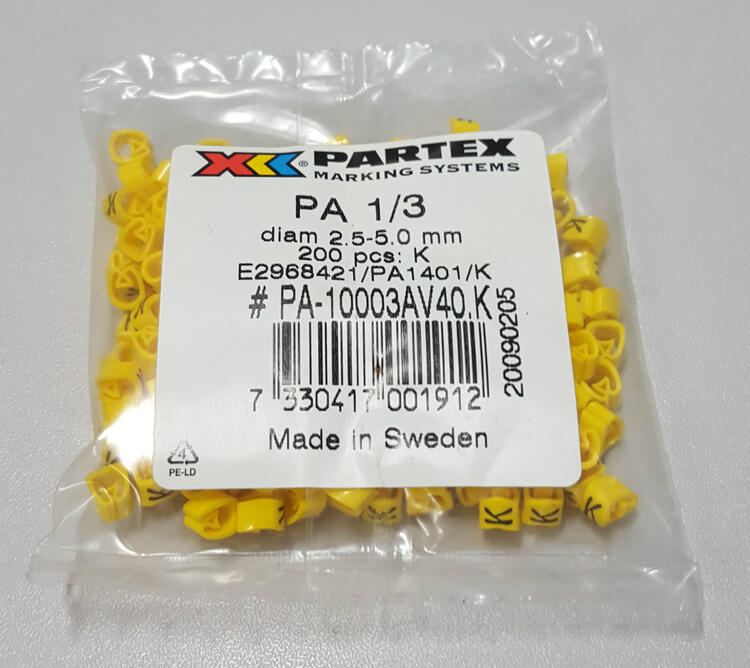 ® PARTEX
MARKING SYSTEMS
PA 1/3
diam 2.5-5.0 mm
200 pcs: K
E2968421/PA1401/K
# PA-10003AV40.K
20090205
7 330417 001912
Made in Sweden
4
PE-LD
K
K
K
K
K
K
K